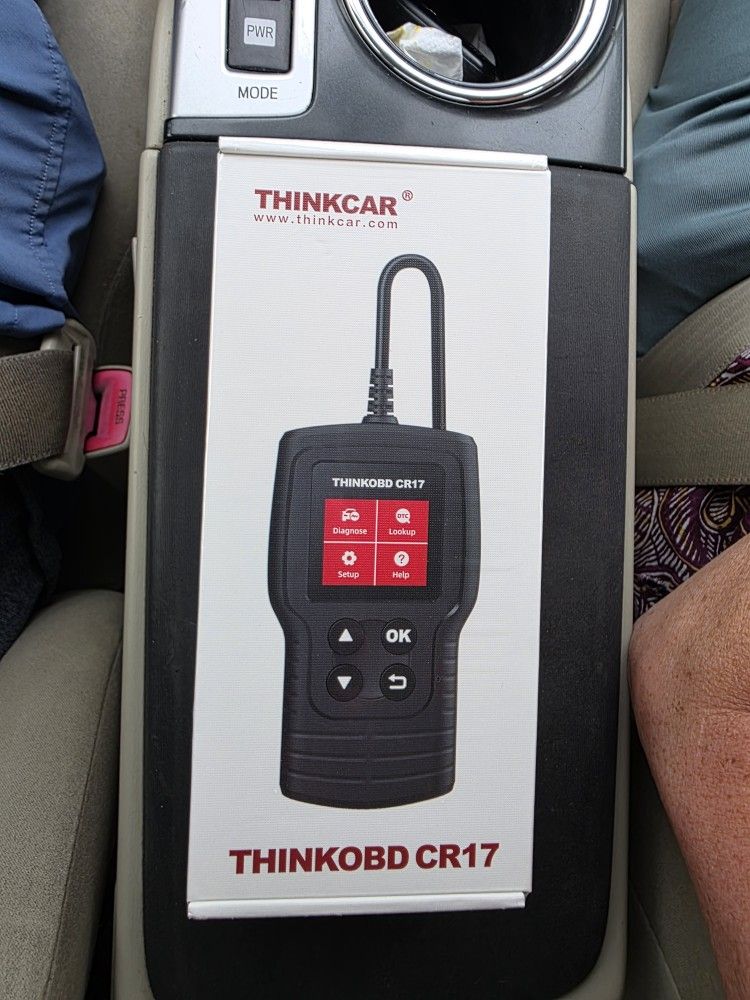 PWR
MODE
THINKCAR®
www.thinkcar.com
PRESS
THINKOBD CR17
DTC
Diagnose
Lookup
Setup
?
Help
OK
THINKOBD CR17